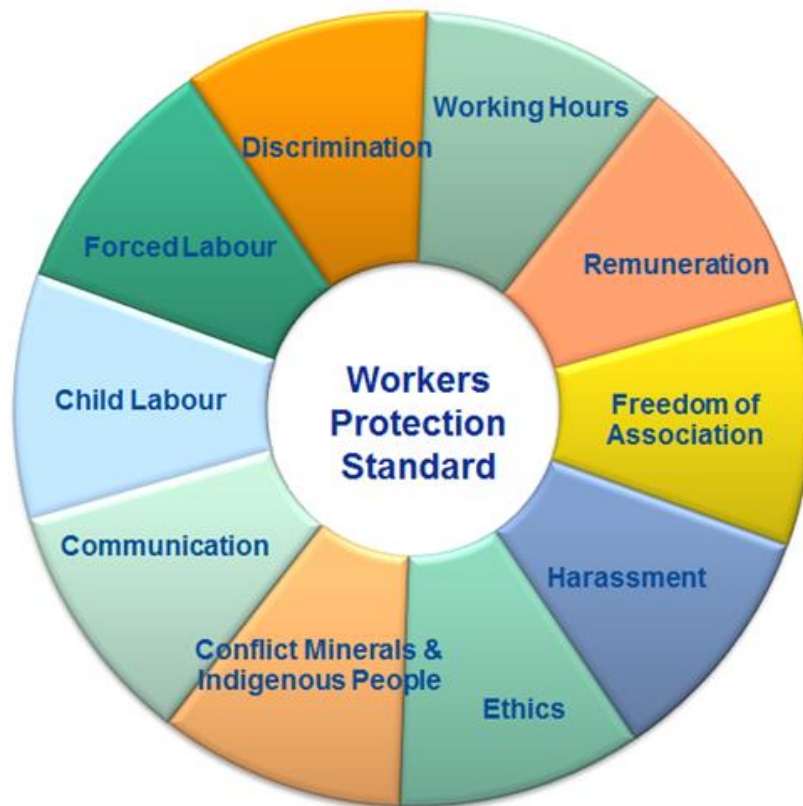 Working Hours
Discrimination
Remuneration
Forced Labour
Workers
Protection
Standard
Child Labour
Freedom of
Association
Communication
Harassment
Conflict Minerals &
Indigenous People
Ethics